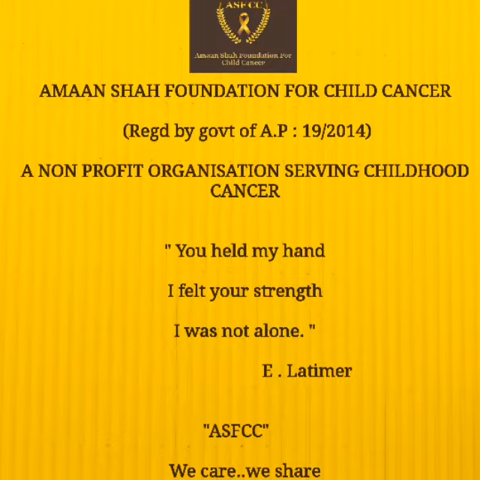 ASFCC
Amaan Shah Foundation For
Child Cancer
AMAAN SHAH FOUNDATION FOR CHILD CANCER
(Regd by govt of A.P : 19/2014)
A NON PROFIT ORGANISATION SERVING CHILDHOOD
CANCER
" You held my hand
I felt your strength
I was not alone. "
E . Latimer
"ASFCC"
We care..we share